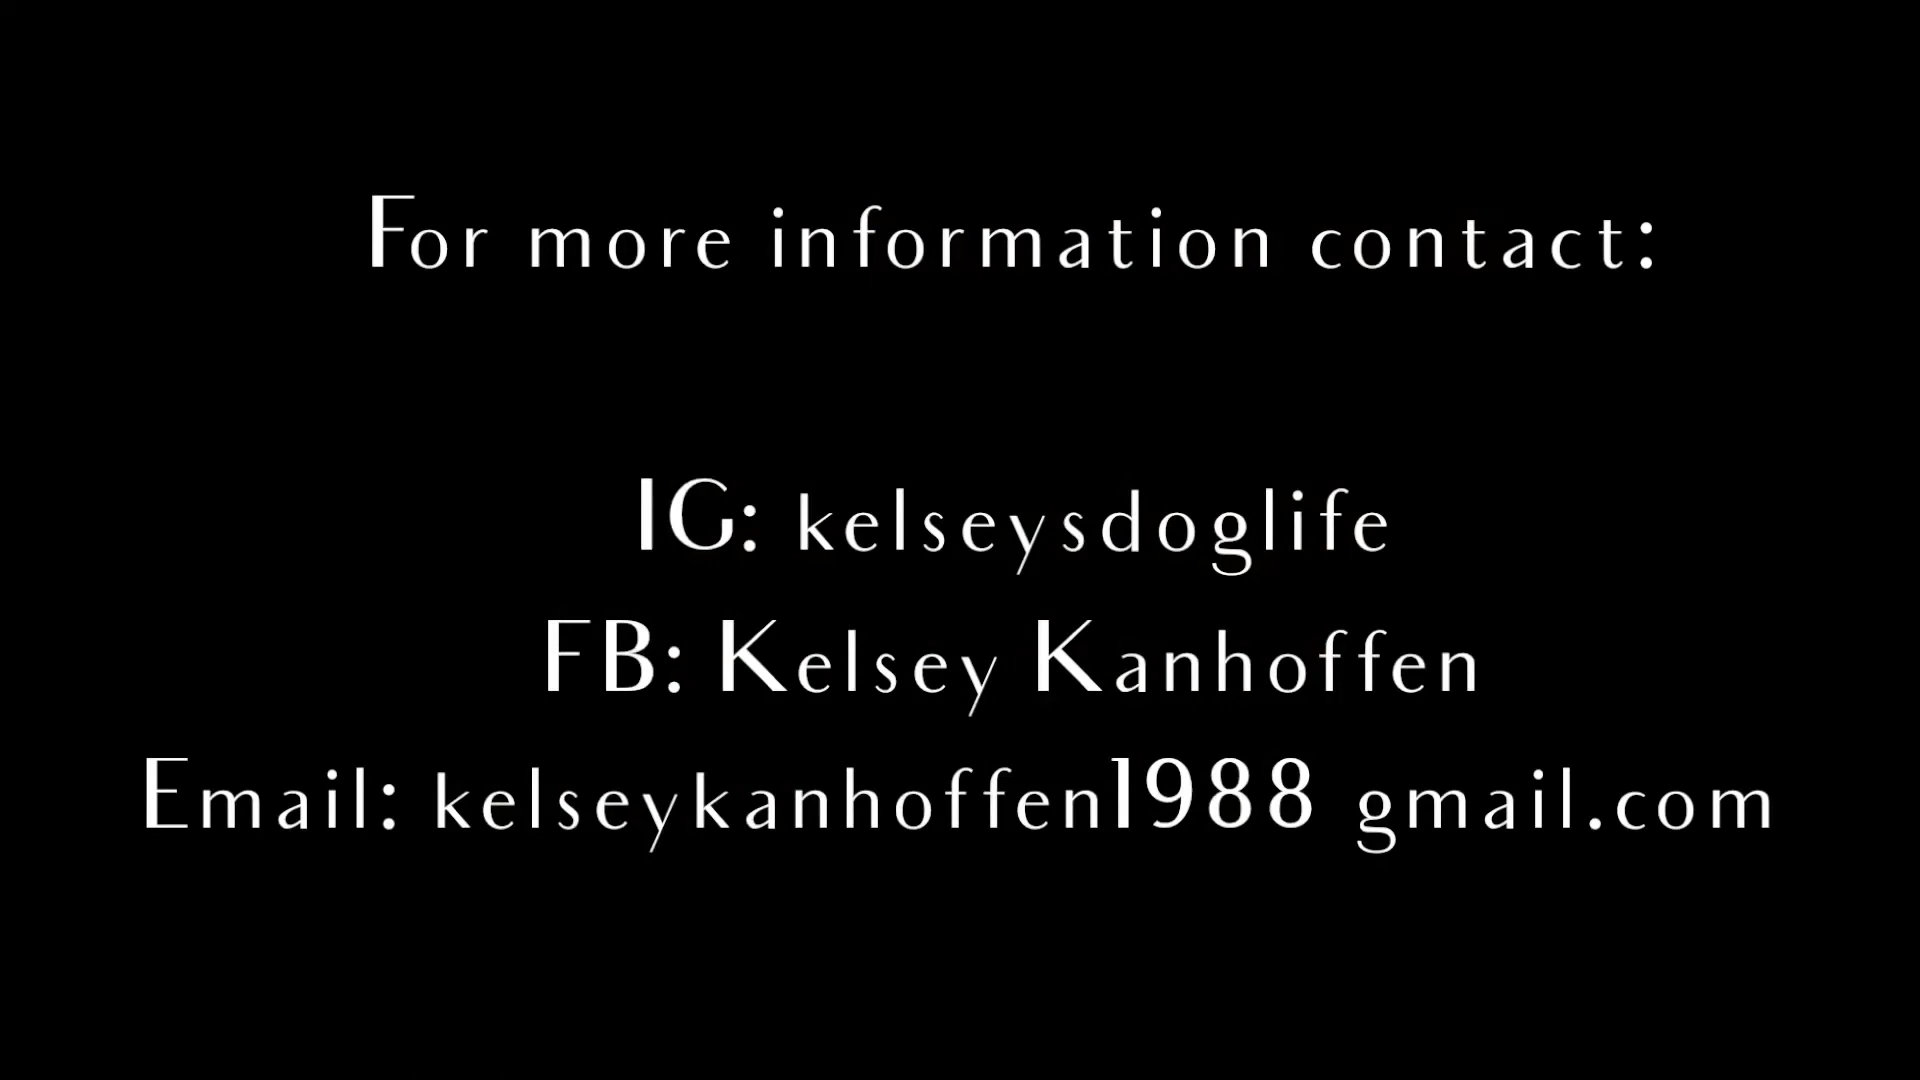 For more information contact:
IG: kelseysdoglife
FB: Kelsey Kanhoffen
Email: kelseykanhoffen1988 gmail.com